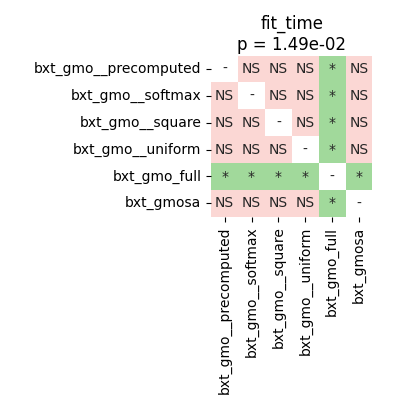 fit_time
p = 1.49e-02
bxt_gmo__precomputed - NS NS NS * NS
bxt_gmo__softmax NS - NS NS * NS
bxt_gmo__square NS NS - NS * NS
bxt_gmo__uniform NS NS NS - * NS
bxt_gmo_full * * * * - *
bxt_gmosa NS NS NS NS * -
bxt_gmo__precomputed
bxt_gmo__softmax
bxt_gmo__square
bxt_gmo__uniform
bxt_gmo_full
bxt_gmosa